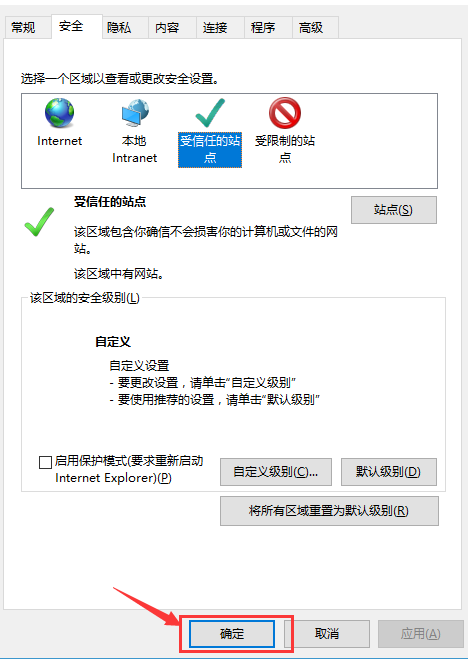 常规 安全 隐私 内容 连接 程序 高级
选择一个区域以查看或更改安全设置。
Internet
本地
Intranet
受信任的站
点
受限制的站
点
受信任的站点
站点(S)
该区域包含你确信不会损害你的计算机或文件的网
站。
该区域中有网站。
该区域的安全级别(L)
自定义
自定义设置
- 要更改设置，请单击“自定义级别”
- 要使用推荐的设置，请单击“默认级别”
启用保护模式(要求重新启动
Internet Explorer)(P)
自定义级别(C)... 默认级别(D)
将所有区域重置为默认级别(R)
确定 取消 应用(A)